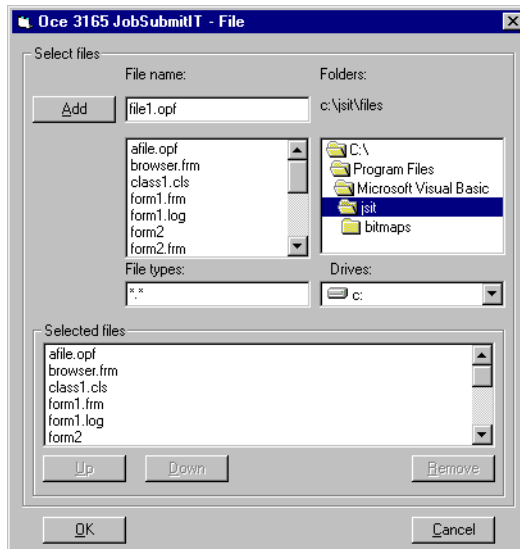 Oce 3165 JobSubmitIT - File
Select files
File name:
Folders:
Add
file1.opf
c:\jsit\files
afile.opf
browser.frm
class1.cls
form1.frm
form1.log
form2
form2.frm
C:\
Program Files
Microsoft Visual Basic
jsit
bitmaps
File types:
Drives:
*.*
c:
Selected files
afile.opf
browser.frm
class1.cls
form1.frm
form1.log
form2
Up
Down
Remove
OK
Cancel